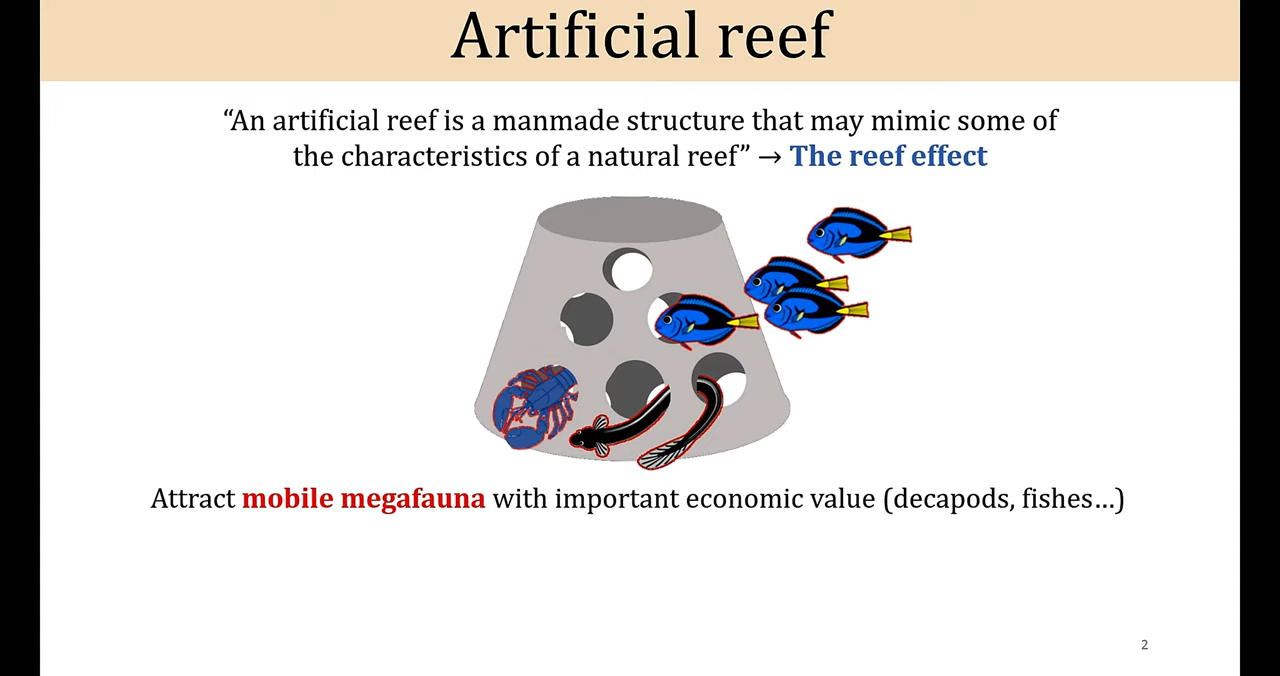 Artificial reef
“An artificial reef is a manmade structure that may mimic some of
the characteristics of a natural reef” → The reef effect
Attract mobile megafauna with important economic value (decapods, fishes…)
2